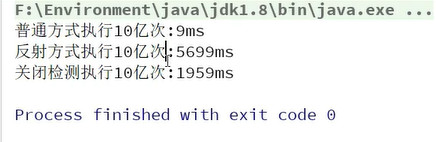 F:\Environment\java\jdk1.8\bin\java.exe ...
普通方式执行10亿次:9ms
反射方式执行10亿次:5699ms
关闭检测执行10亿次:1959ms
Process finished with exit code 0